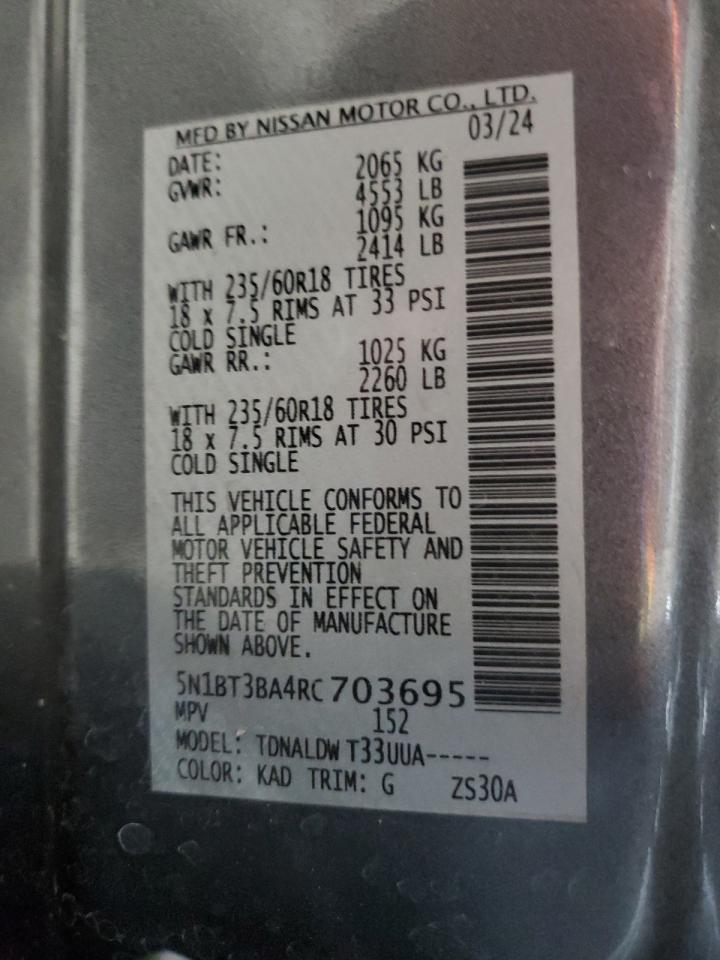 MFD BY NISSAN MOTOR CO., LTD.
DATE: 03/24
GVWR: 2065 KG
4553 LB
GAWR FR.: 1095 KG
2414 LB
WITH 235/60R18 TIRES
18 x 7.5 RIMS AT 33 PSI
COLD SINGLE
GAWR RR.: 1025 KG
2260 LB
WITH 235/60R18 TIRES
18 x 7.5 RIMS AT 30 PSI
COLD SINGLE
THIS VEHICLE CONFORMS TO
ALL APPLICABLE FEDERAL
MOTOR VEHICLE SAFETY AND
THEFT PREVENTION
STANDARDS IN EFFECT ON
THE DATE OF MANUFACTURE
SHOWN ABOVE.
5N1BT3BA4RC 703695
MPV 152
MODEL: TDNALDW T33UUA-----
COLOR: KAD TRIM: G ZS30A